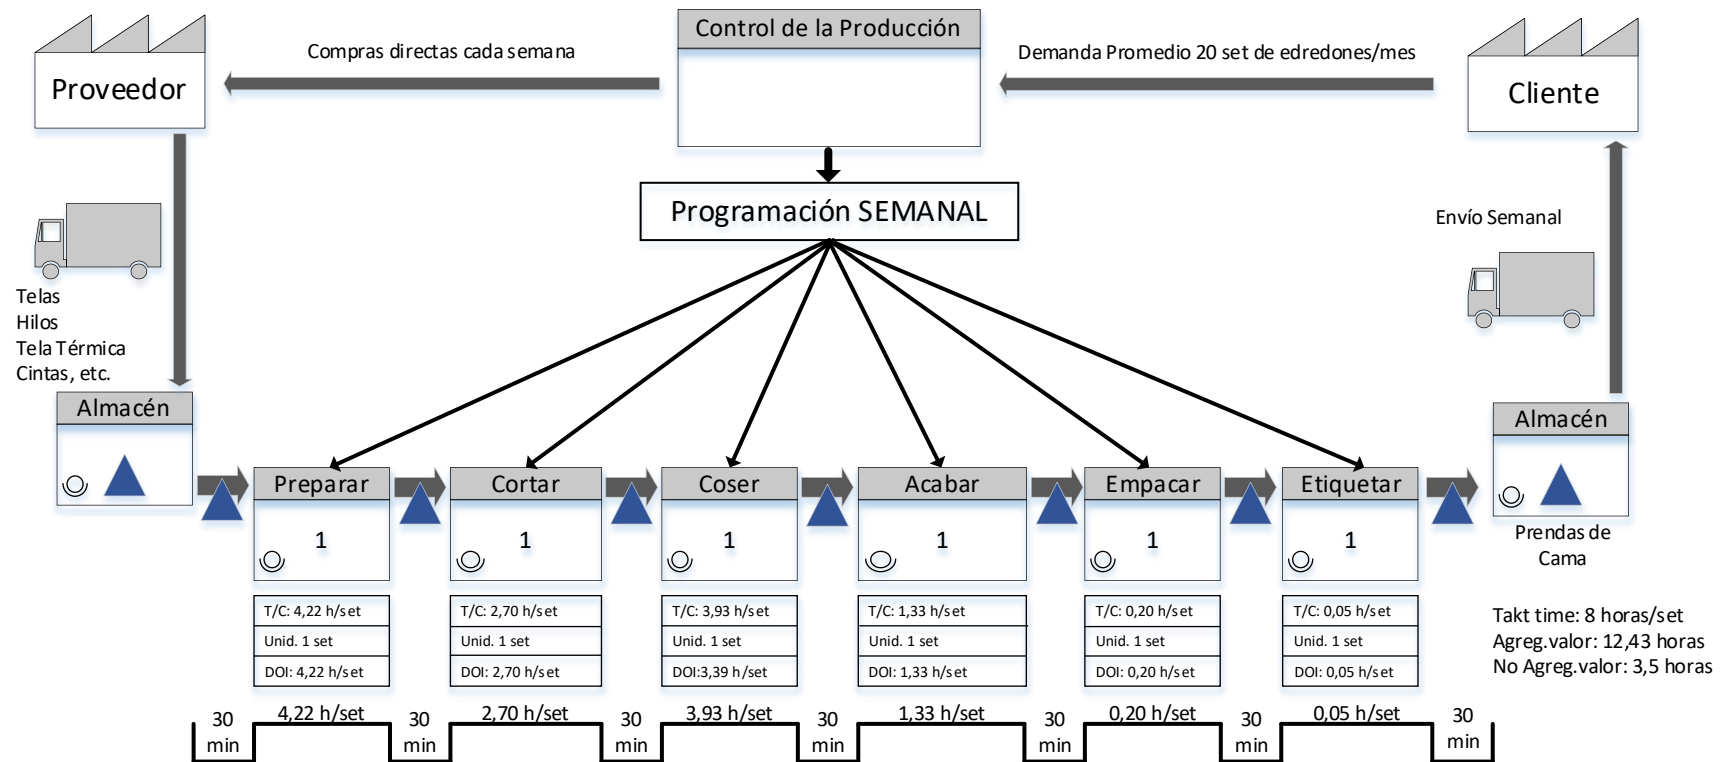 Control de la Producción
Compras directas cada semana
Demanda Promedio 20 set de edredones/mes
Proveedor
Cliente
Programación SEMANAL
Envío Semanal
Telas
Hilos
Tela Térmica
Cintas, etc.
Almacén
Almacén
Preparar
Cortar
Coser
Acabar
Empacar
Etiquetar
1
1
1
1
1
1
Prendas de
Cama
T/C: 4,22 h/set
Unid. 1 set
DOI: 4,22 h/set
T/C: 2,70 h/set
Unid. 1 set
DOI: 2,70 h/set
T/C: 3,93 h/set
Unid. 1 set
DOI:3,39 h/set
T/C: 1,33 h/set
Unid. 1 set
DOI: 1,33 h/set
T/C: 0,20 h/set
Unid. 1 set
DOI: 0,20 h/set
T/C: 0,05 h/set
Unid. 1 set
DOI: 0,05 h/set
Takt time: 8 horas/set
Agreg.valor: 12,43 horas
No Agreg.valor: 3,5 horas
30
min
4,22 h/set
30
min
2,70 h/set
30
min
3,93 h/set
30
min
1,33 h/set
30
min
0,20 h/set
30
min
0,05 h/set
30
min